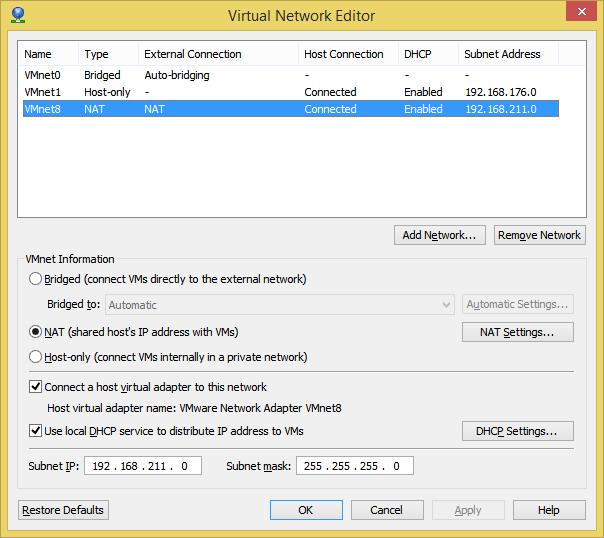 Virtual Network Editor
Name Type External Connection Host Connection DHCP Subnet Address
VMnet0 Bridged Auto-bridging - - -
VMnet1 Host-only - Connected Enabled 192.168.176.0
VMnet8 NAT NAT Connected Enabled 192.168.211.0
Add Network... Remove Network
VMnet Information
Bridged (connect VMs directly to the external network)
Bridged to: Automatic Automatic Settings...
NAT (shared host's IP address with VMs) NAT Settings...
Host-only (connect VMs internally in a private network)
Connect a host virtual adapter to this network
Host virtual adapter name: VMware Network Adapter VMnet8
Use local DHCP service to distribute IP address to VMs DHCP Settings...
Subnet IP: 192 . 168 . 211 . 0 Subnet mask: 255 . 255 . 255 . 0
Restore Defaults OK Cancel Apply Help